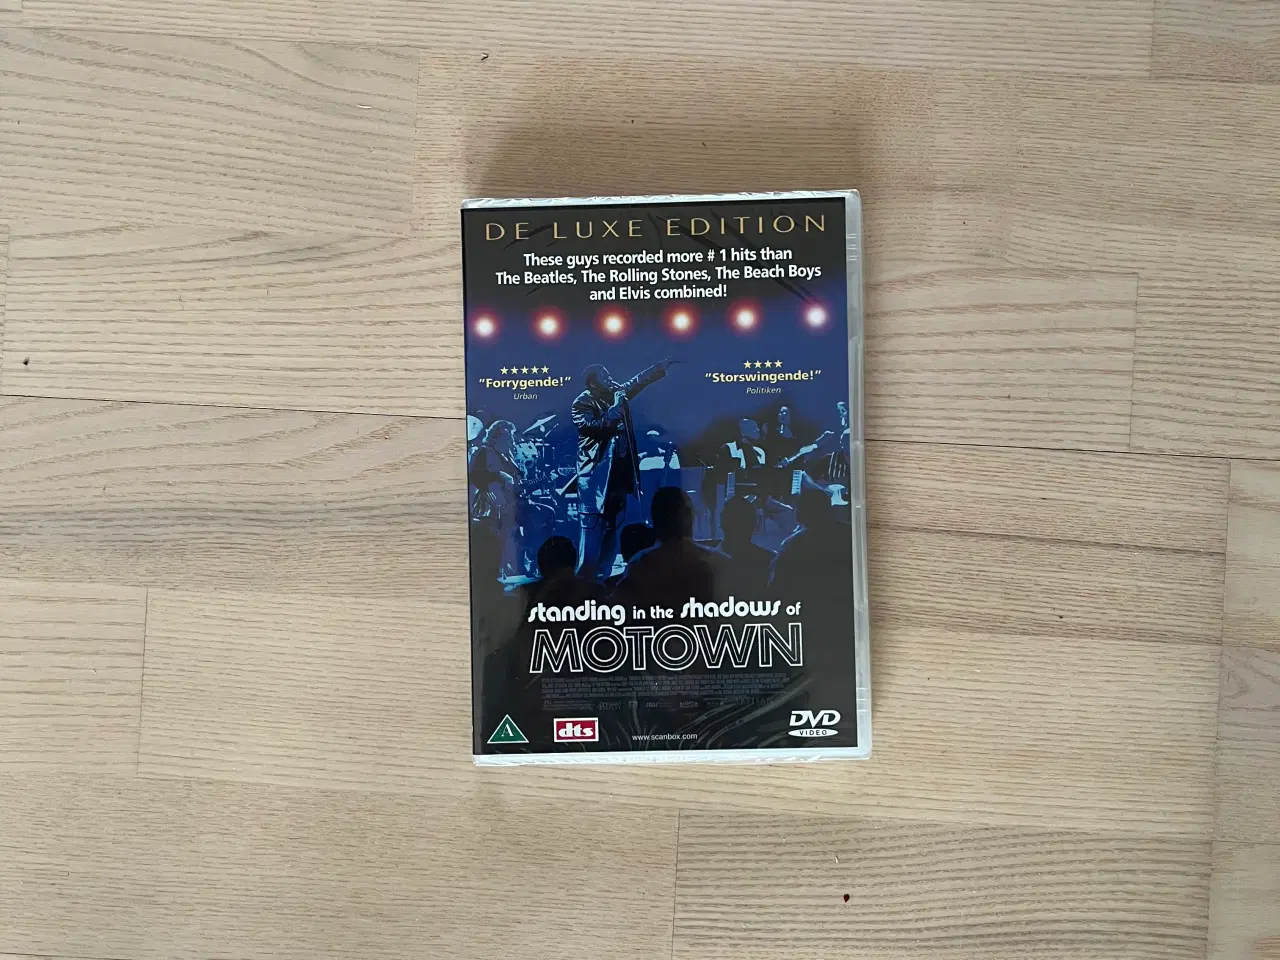 DE LUXE EDITION
These guys recorded more # 1 hits than
The Beatles, The Rolling Stones, The Beach Boys
and Elvis combined!
★★★★★
"Forrygende!"
Urban
★★★★
"Storswingende!"
Politiken
standing in the shadows of
MOTOWN
A
dts
www.scanbox.com
DVD
VIDEO